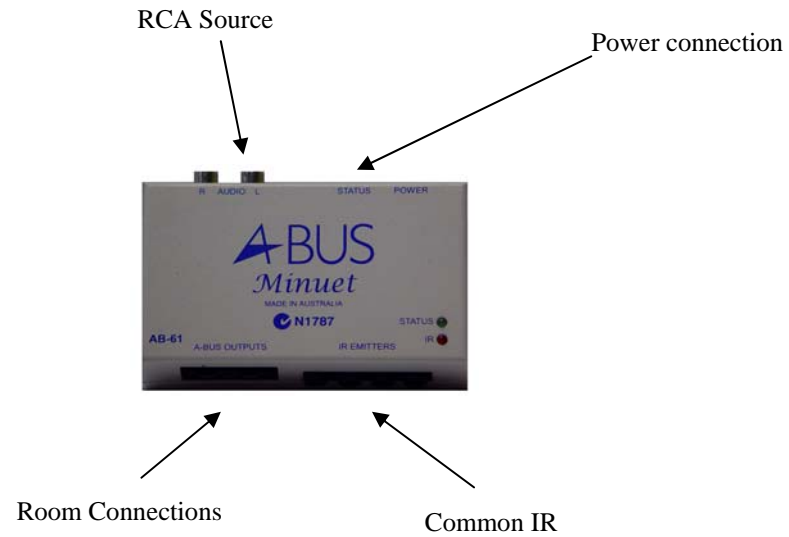 RCA Source
Power connection
R AUDIO L STATUS POWER
A-BUS
Minuet
MADE IN AUSTRALIA
N1787
STATUS
IR
AB-61
A-BUS OUTPUTS IR EMITTERS
Room Connections
Common IR